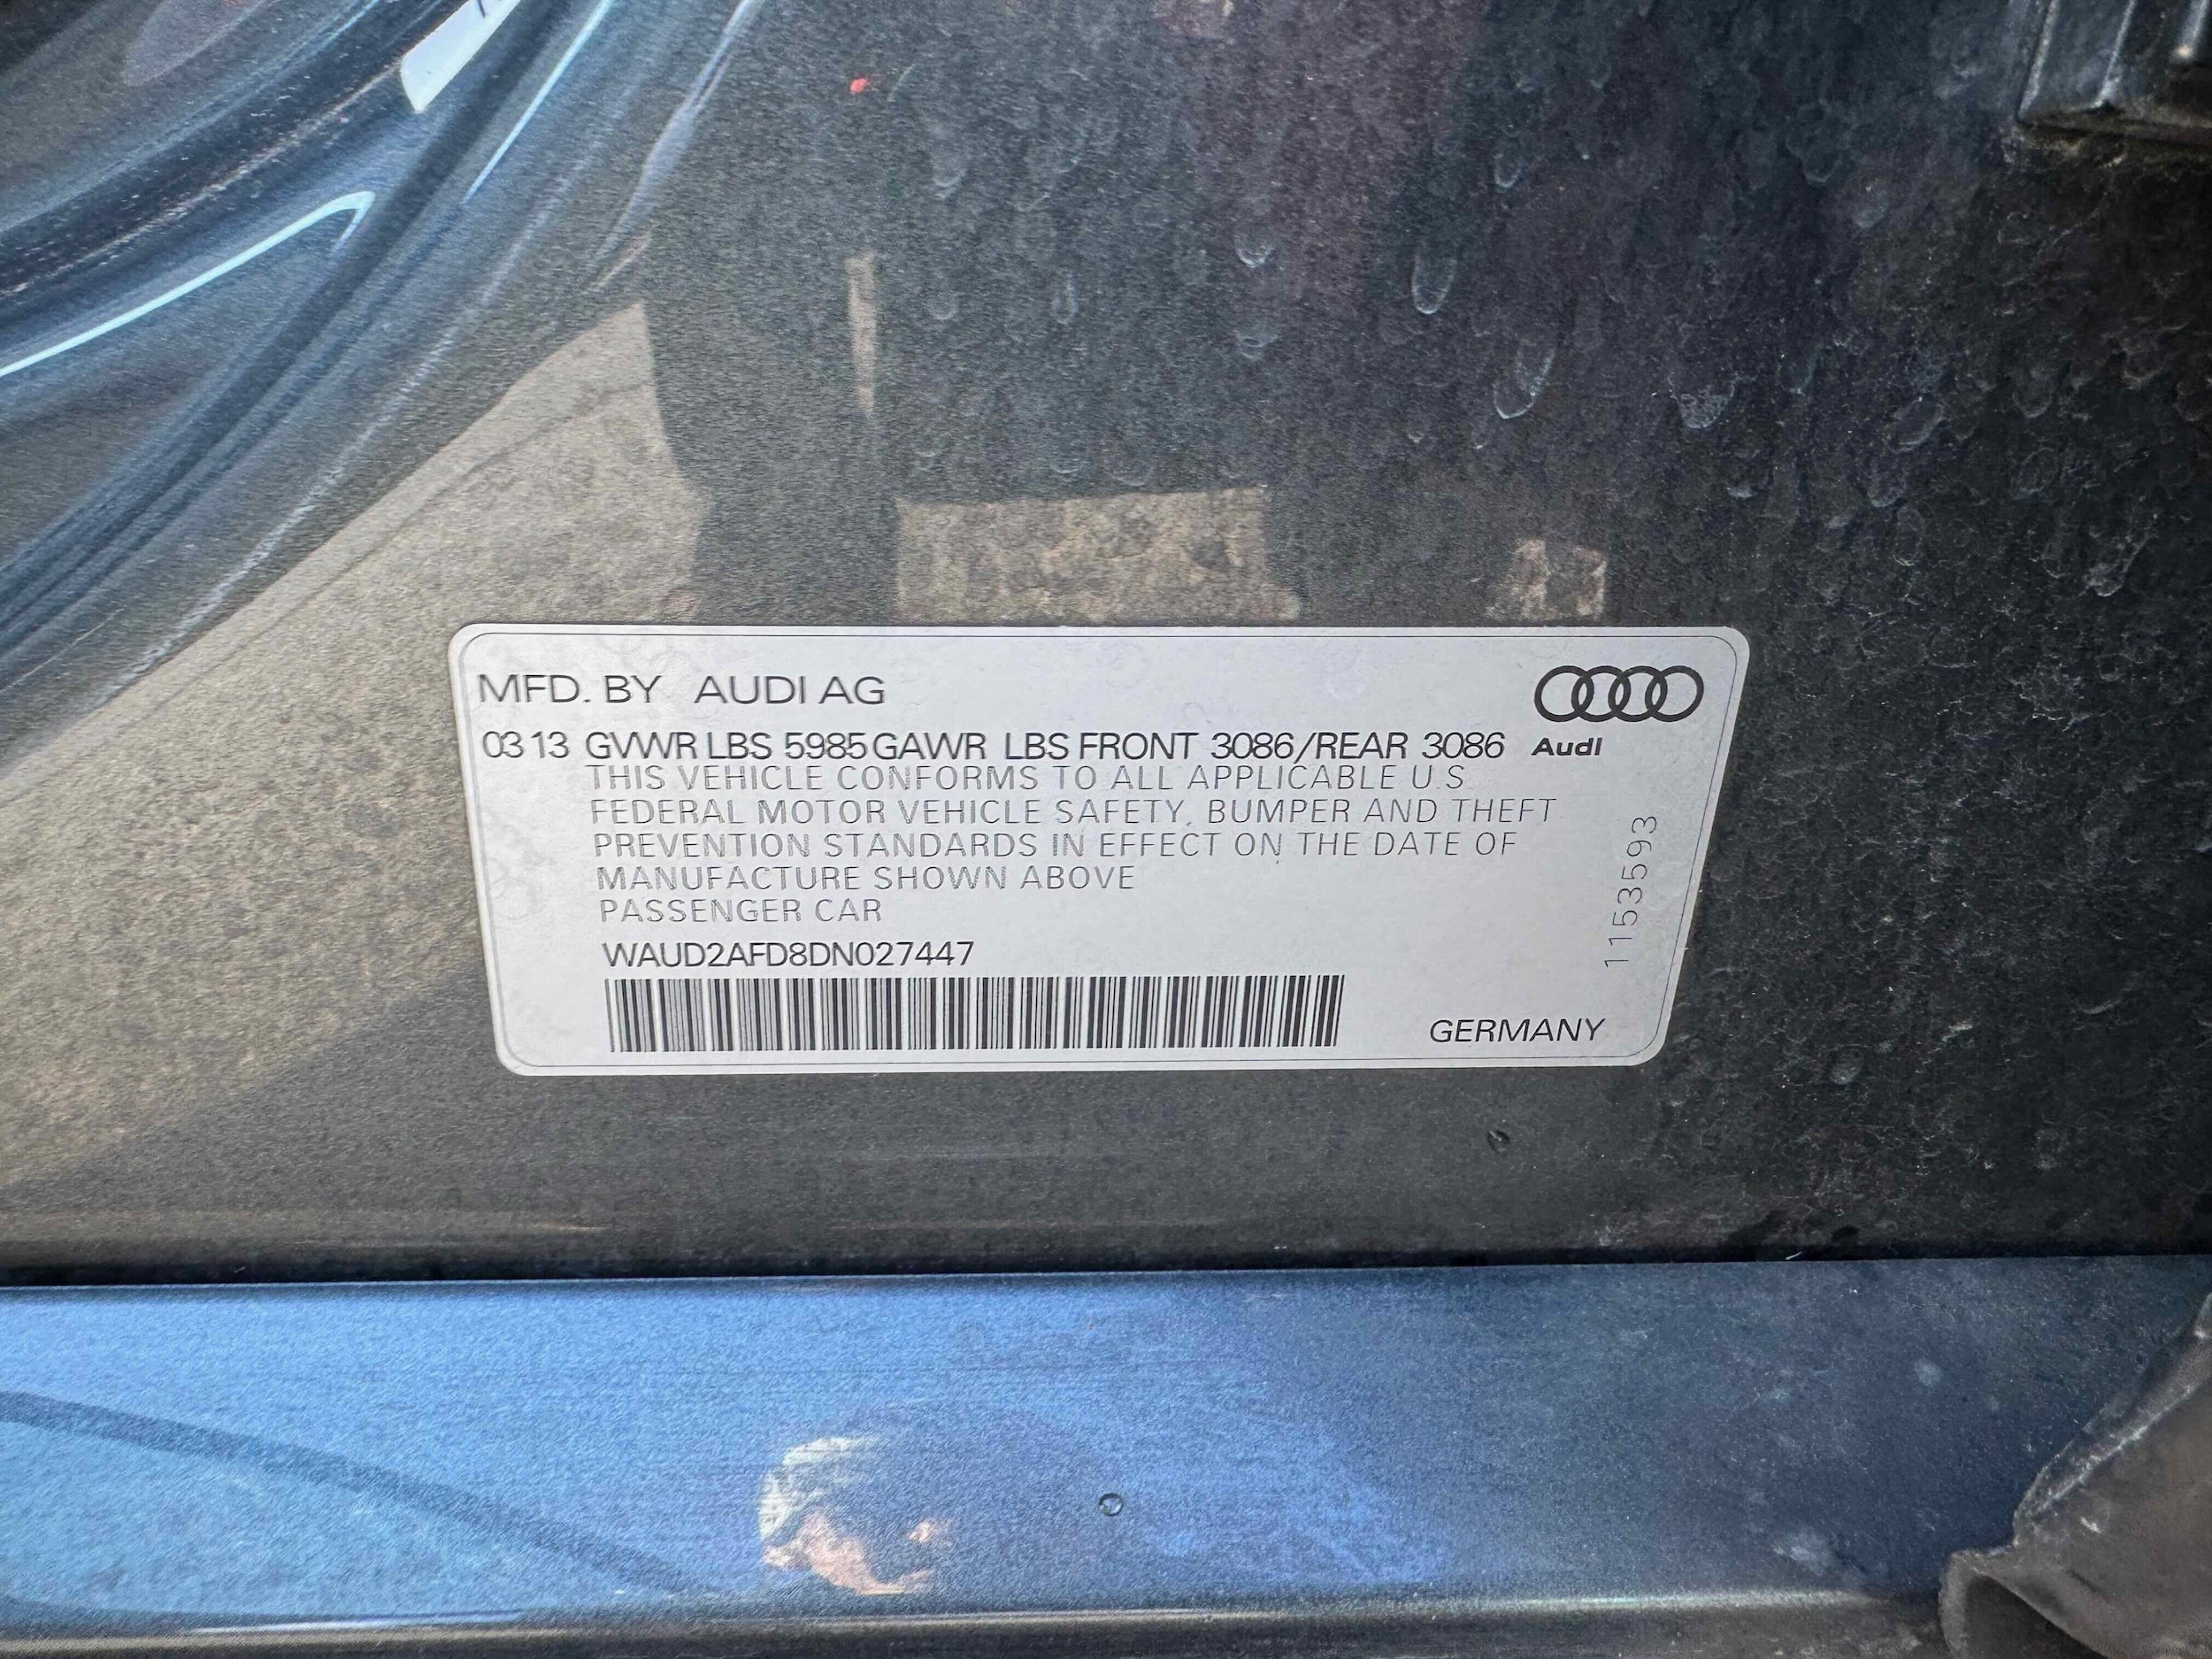 MFD. BY AUDI AG
03 13 GVWR LBS 5985 GAWR LBS FRONT 3086/REAR 3086
Audi
THIS VEHICLE CONFORMS TO ALL APPLICABLE U.S
FEDERAL MOTOR VEHICLE SAFETY, BUMPER AND THEFT
PREVENTION STANDARDS IN EFFECT ON THE DATE OF
MANUFACTURE SHOWN ABOVE
PASSENGER CAR
WAUD2AFD8DN027447
GERMANY
1153593